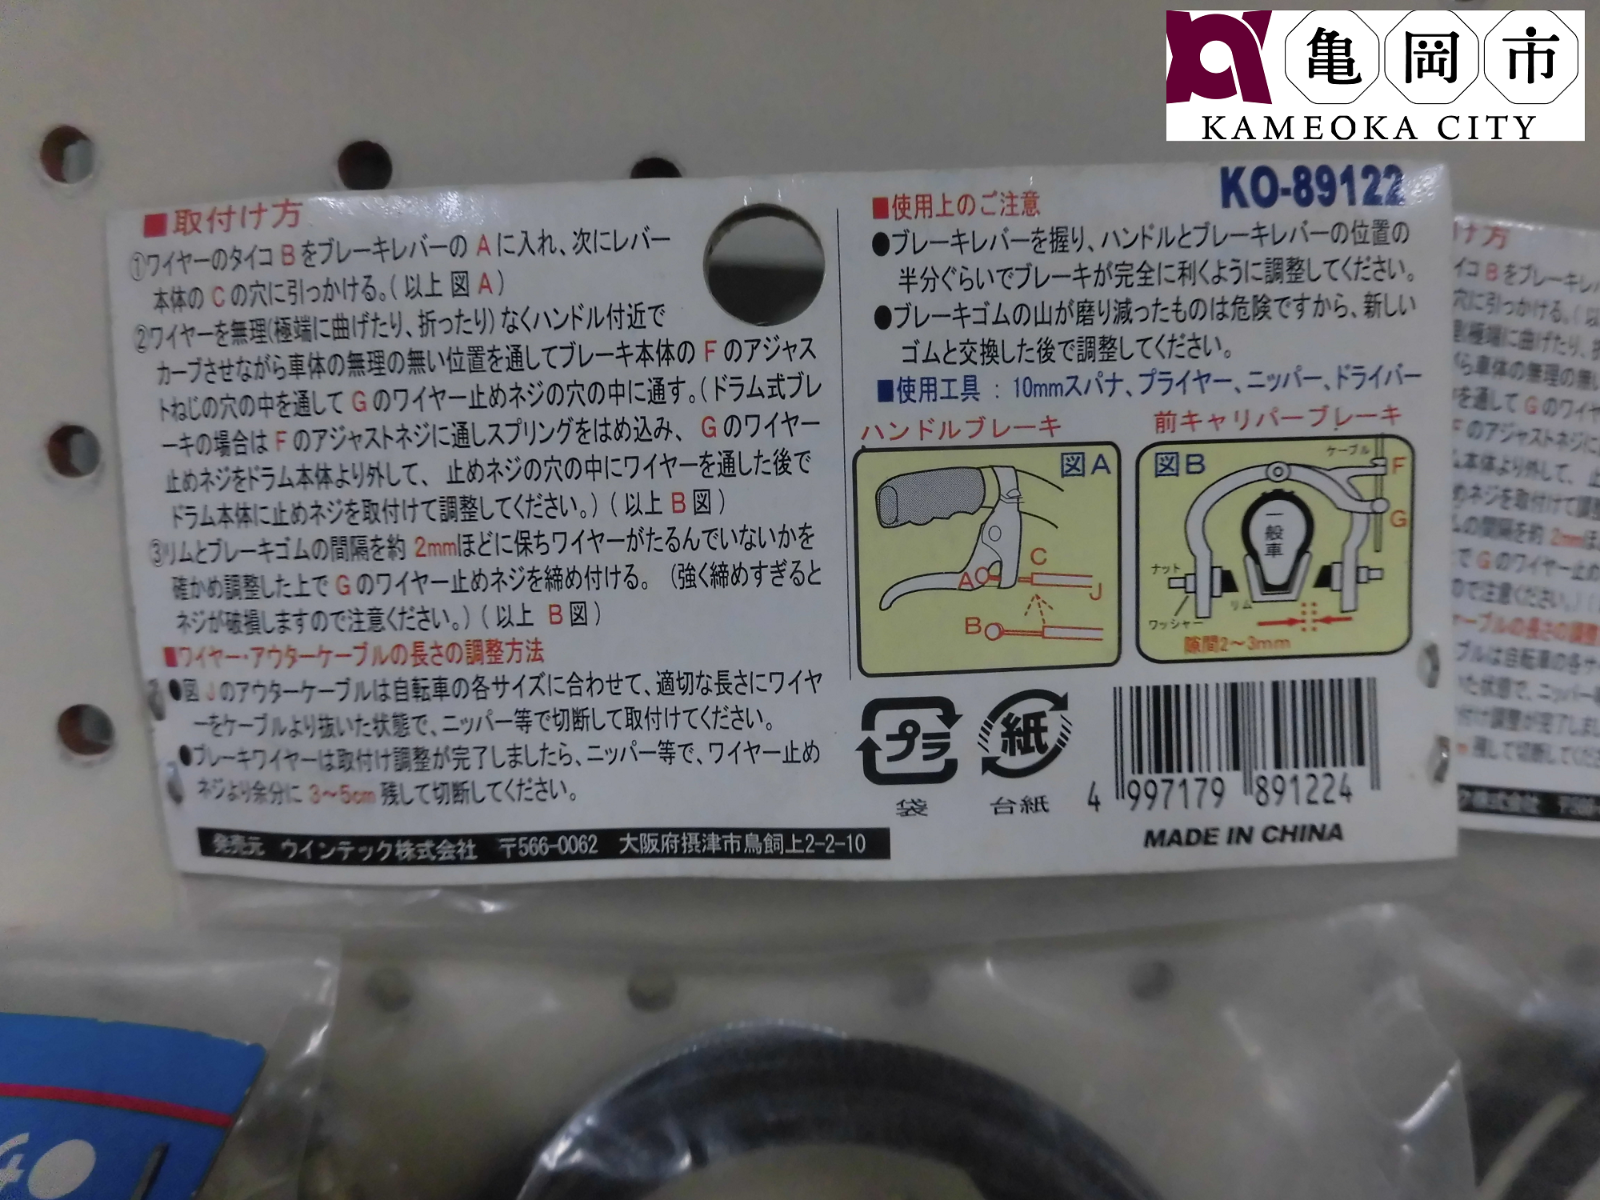 亀岡市
KAMEOKA CITY
KO-89122
■取付け方
①ワイヤーのタイコ B をブレーキレバーの A に入れ、次にレバー
本体の C の穴に引っかける。( 以上 図 A )
②ワイヤーを無理(極端に曲げたり、折ったり)なくハンドル付近で
カーブさせながら車体の無理の無い位置を通してブレーキ本体の F のアジャス
トねじの穴の中を通して G のワイヤー止めネジの穴の中に通す。(ドラム式ブレ
ーキの場合は F のアジャストネジに通しスプリングをはめ込み、 G のワイヤー
止めネジをドラム本体より外して、止めネジの穴の中にワイヤーを通した後で
ドラム本体に止めネジを取付けて調整してください。) ( 以上 B 図 )
③リムとブレーキゴムの間隔を約 2mmほどに保ちワイヤーがたるんでいないかを
確かめ調整した上で G のワイヤー止めネジを締め付ける。 (強く締めすぎると
ネジが破損しますので注意ください。) ( 以上 B 図 )
■ワイヤー・アウターケーブルの長さの調整方法
●図 J のアウターケーブルは自転車の各サイズに合わせて、適切な長さにワイヤ
ーをケーブルより抜いた状態で、ニッパー等で切断して取付けてください。
●ブレーキワイヤーは取付け調整が完了しましたら、ニッパー等で、ワイヤー止め
ネジより余分に 3〜5cm 残して切断してください。
発売元 ウインテック株式会社 〒566-0062 大阪府摂津市鳥飼上2-2-10
■使用上のご注意
●ブレーキレバーを握り、ハンドルとブレーキレバーの位置の
半分ぐらいでブレーキが完全に利くように調整してください。
●ブレーキゴムの山が磨り減ったものは危険ですから、新しい
ゴムと交換した後で調整してください。
■使用工具 : 10mmスパナ、プライヤー、ニッパー、ドライバー
ハンドルブレーキ
図A
C
A
J
B
前キャリパーブレーキ
図B
ケーブル
F
G
一般車
ナット
リム
ワッシャー
隙間2〜3mm
プラ
袋
紙
台紙
4 997179 891224
MADE IN CHINA
40